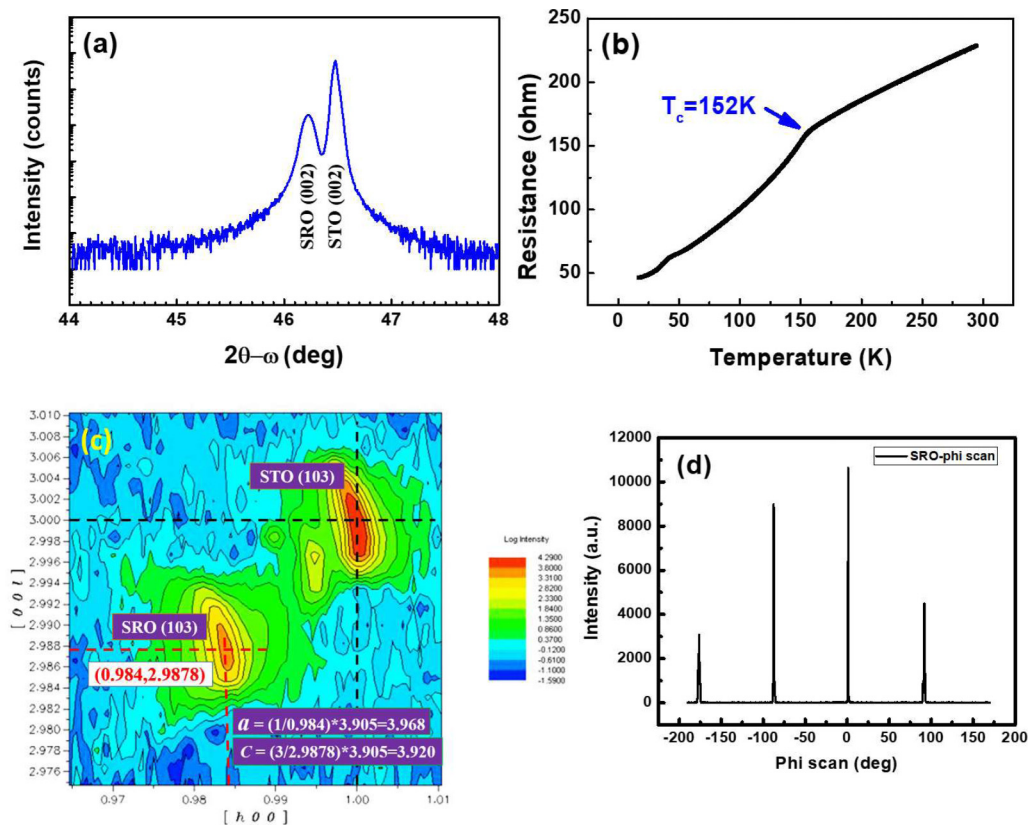 (a)
Intensity (counts)
SRO (002)
STO (002)
44 45 46 47 48
2θ−ω (deg)
(b)
Resistance (ohm)
250
200
150
100
50
Tc=152K
0 50 100 150 200 250 300
Temperature (K)
(c)
[ 0 0 l ]
3.010
3.008
3.006
3.004
3.002
3.000
2.998
2.996
2.994
2.993
2.991
2.990
2.988
2.986
2.984
2.982
2.980
2.978
2.976
STO (103)
SRO (103)
(0.984,2.9878)
a = (1/0.984)*3.905=3.968
C = (3/2.9878)*3.905=3.920
0.97 0.98 0.99 1.00 1.01
[ h 0 0 ]
Log Intensity
4.2900
3.8000
3.3100
2.8200
2.3300
1.8400
1.3500
0.8600
0.3700
-0.1200
-0.6100
-1.1000
-1.5900
(d)
SRO-phi scan
Intensity (a.u.)
12000
10000
8000
6000
4000
2000
0
-200 -150 -100 -50 0 50 100 150 200
Phi scan (deg)